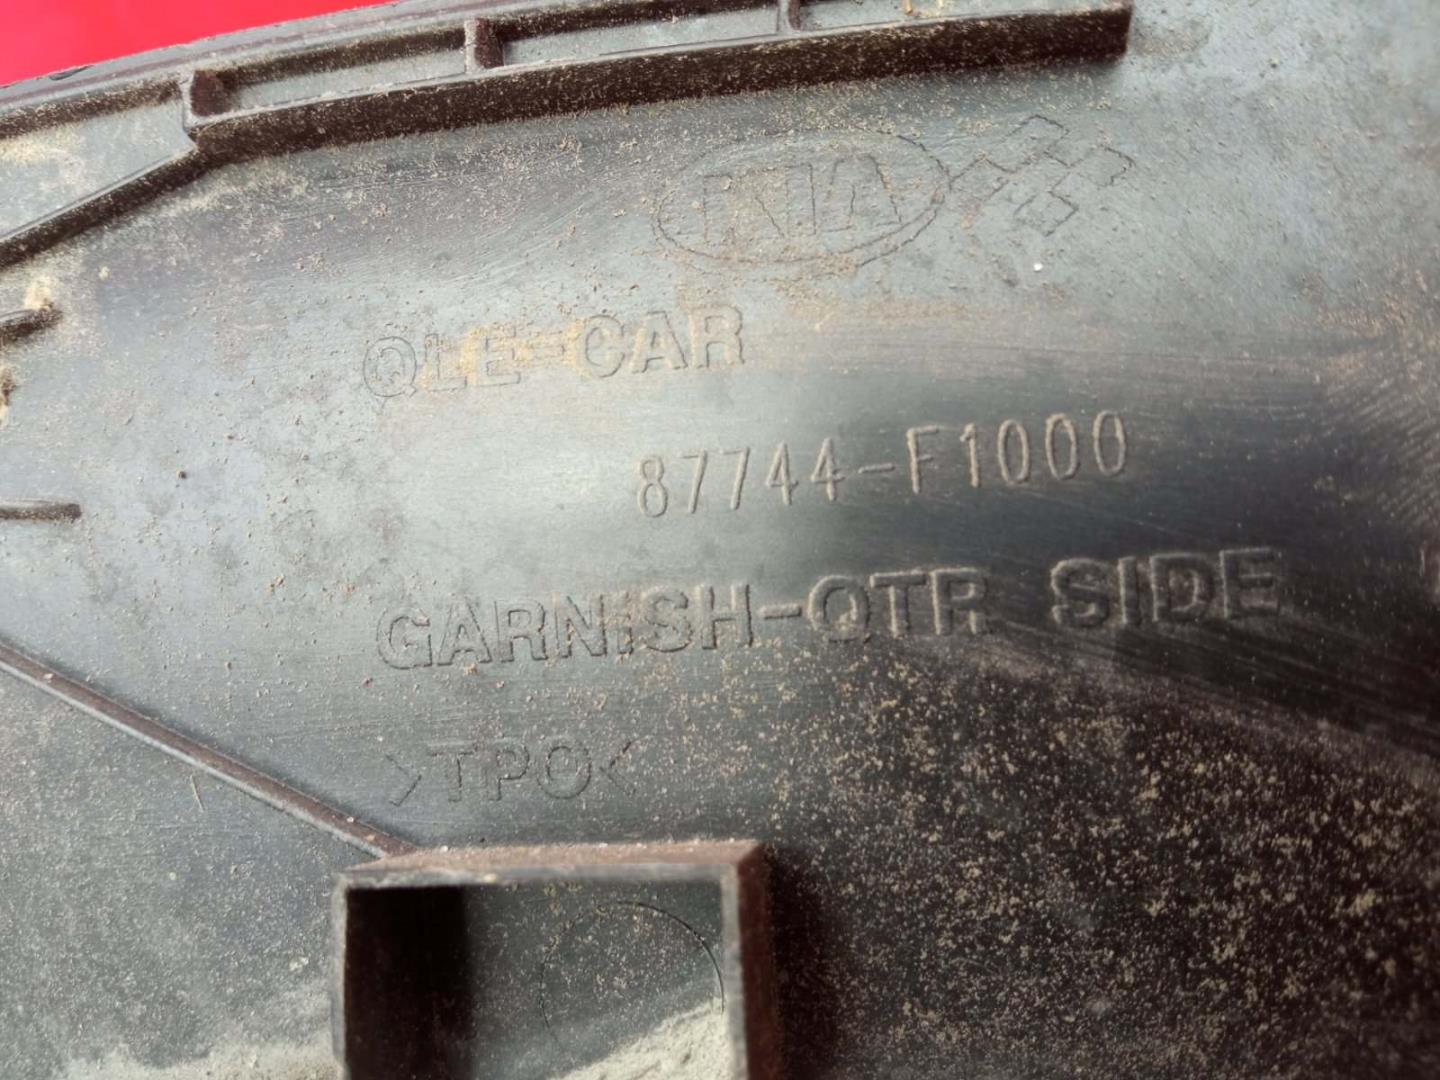 KIA
QLE-CAR
87744-F1000
GARNISH-QTR SIDE
>TPO<